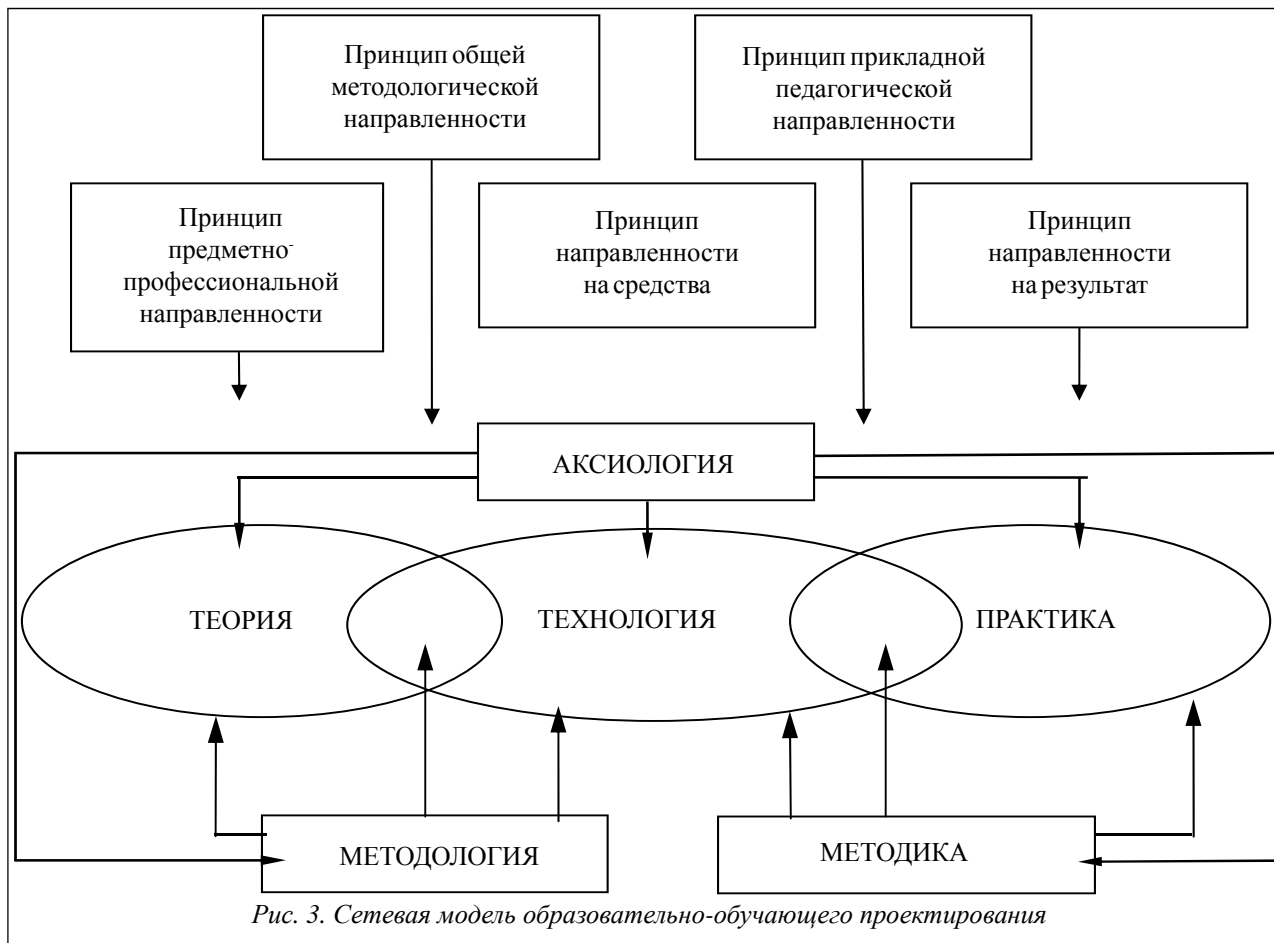 Принцип общей
методологической
направленности
Принцип прикладной
педагогической
направленности
Принцип
предметно-
профессиональной
направленности
Принцип
направленности
на средства
Принцип
направленности
на результат
АКСИОЛОГИЯ
ТЕОРИЯ
ТЕХНОЛОГИЯ
ПРАКТИКА
МЕТОДОЛОГИЯ
МЕТОДИКА
Рис. 3. Сетевая модель образовательно-обучающего проектирования